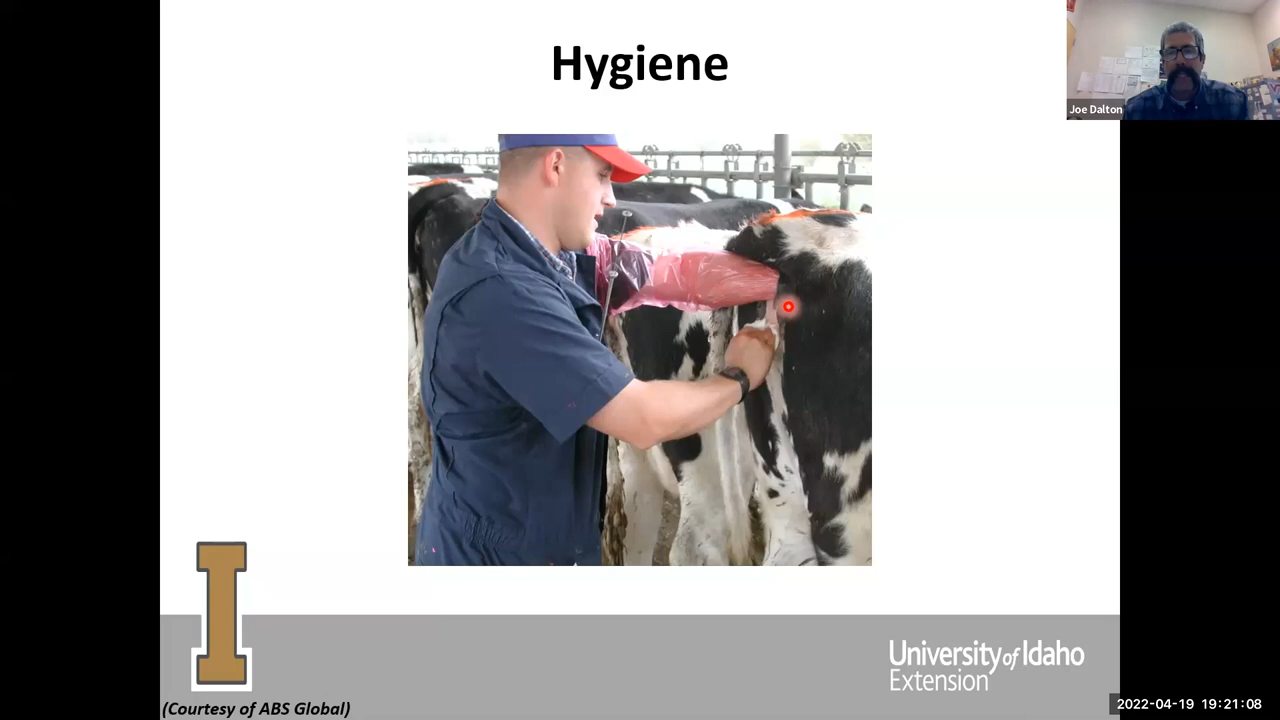 Hygiene
Joe Dalton
I
University of Idaho
Extension
(Courtesy of ABS Global)
2022-04-19 19:21:08